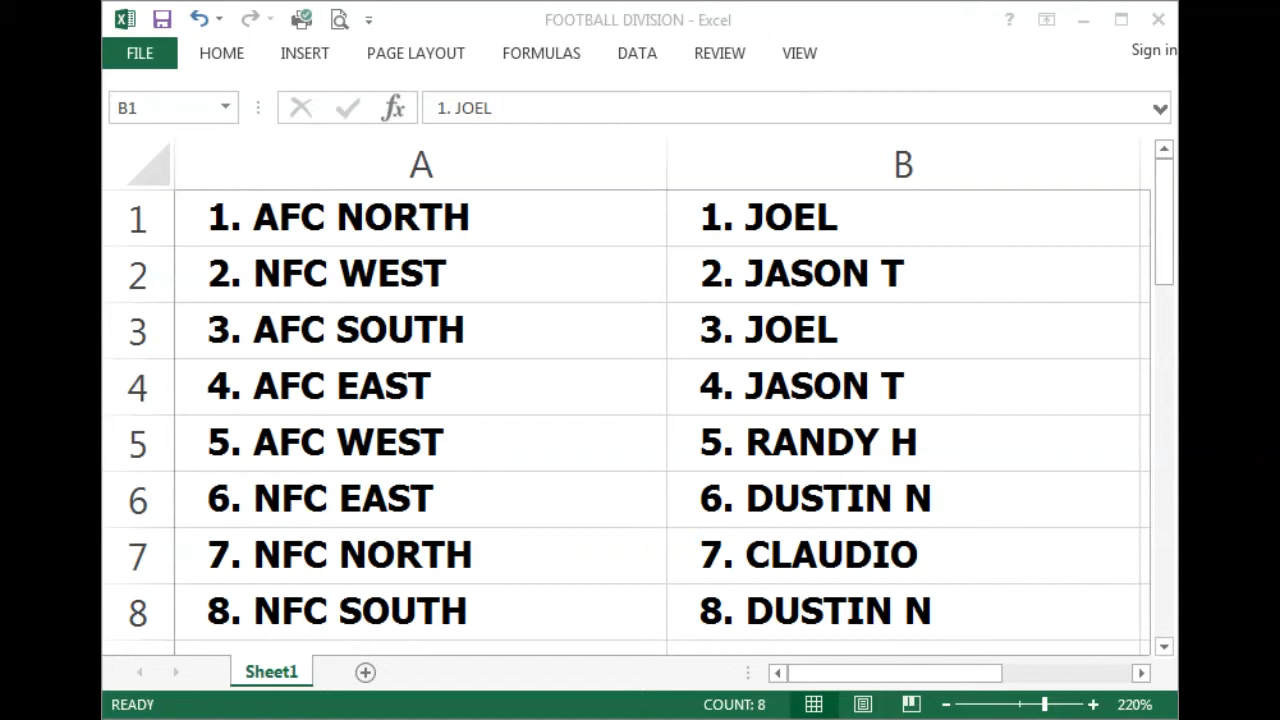 FOOTBALL DIVISION - Excel
?
FILE HOME INSERT PAGE LAYOUT FORMULAS DATA REVIEW VIEW Sign in
B1 fx 1. JOEL
A B
1 1. AFC NORTH 1. JOEL
2 2. NFC WEST 2. JASON T
3 3. AFC SOUTH 3. JOEL
4 4. AFC EAST 4. JASON T
5 5. AFC WEST 5. RANDY H
6 6. NFC EAST 6. DUSTIN N
7 7. NFC NORTH 7. CLAUDIO
8 8. NFC SOUTH 8. DUSTIN N
Sheet1
READY COUNT: 8 220%